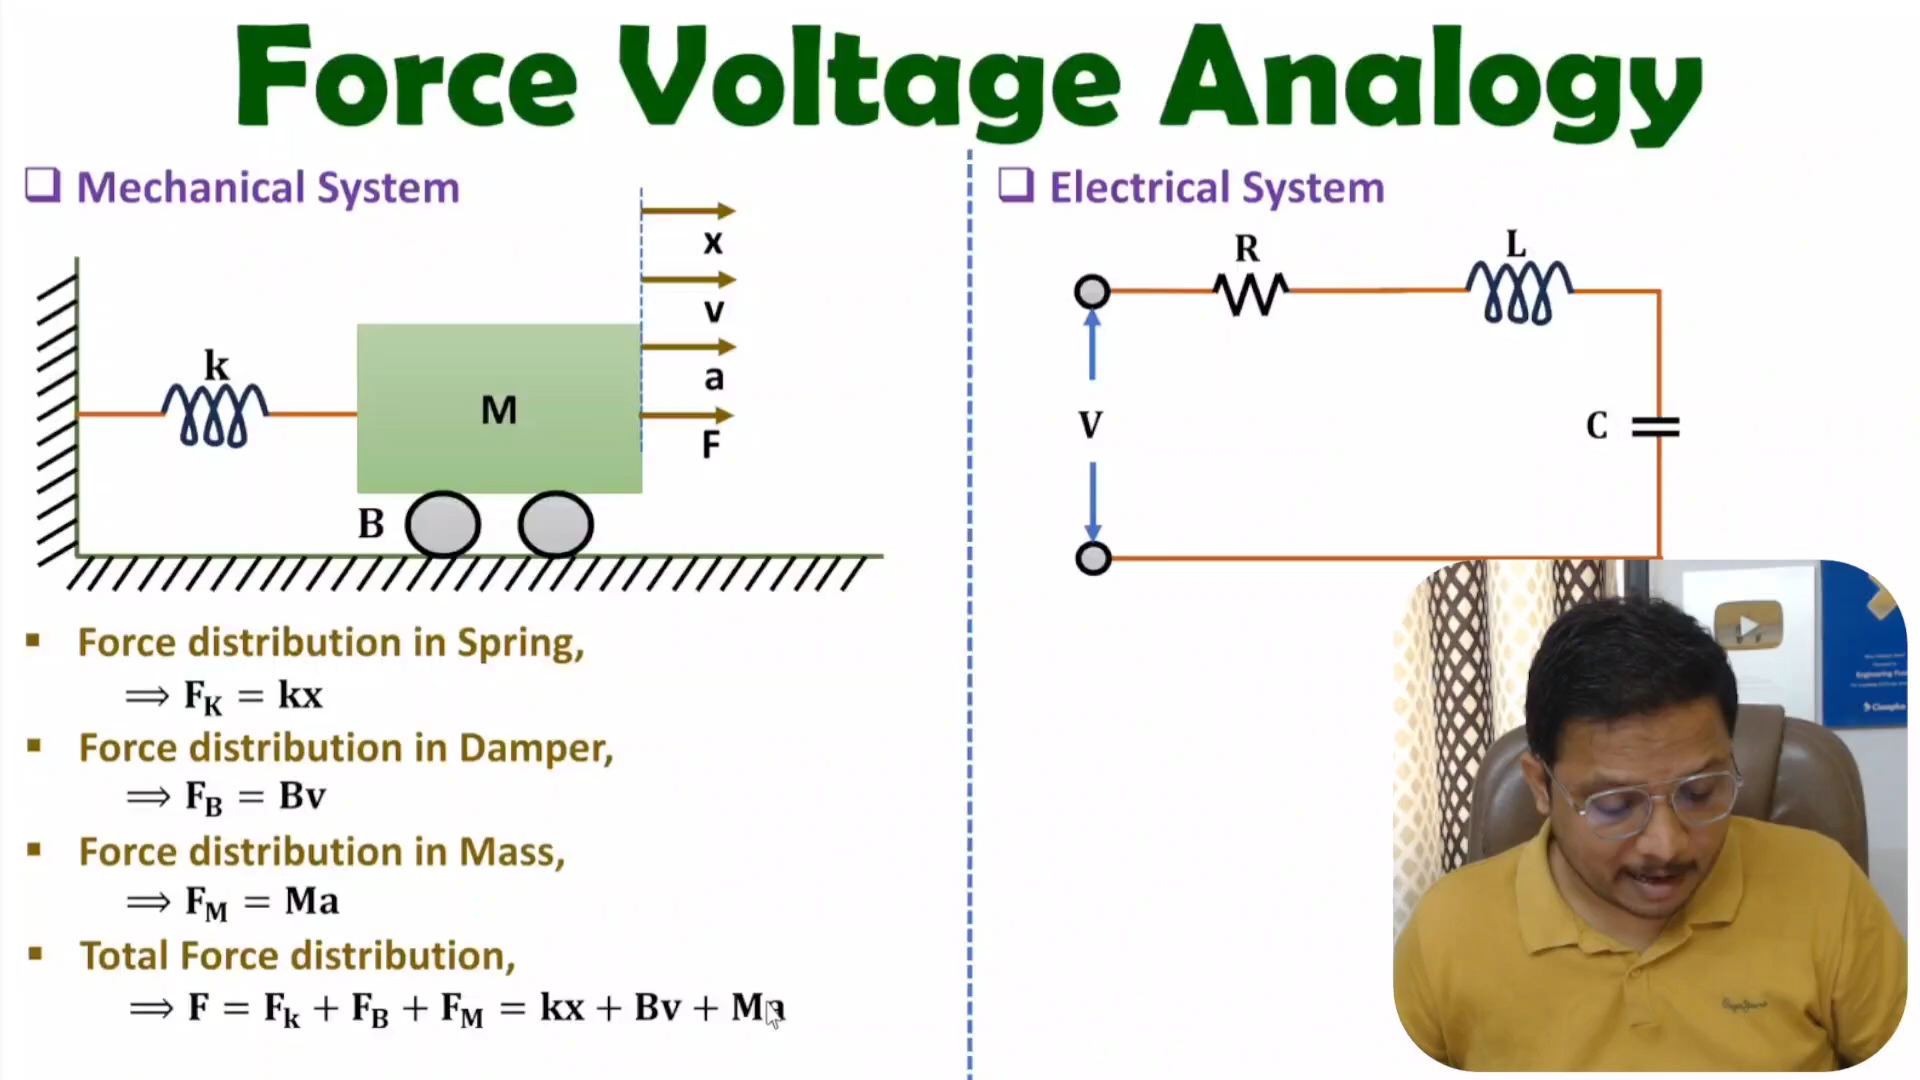 Force Voltage Analogy
❑ Mechanical System
x
v
a
F
k
M
B
▪ Force distribution in Spring,
⟹ F_K = kx
▪ Force distribution in Damper,
⟹ F_B = Bv
▪ Force distribution in Mass,
⟹ F_M = Ma
▪ Total Force distribution,
⟹ F = F_k + F_B + F_M = kx + Bv + Ma
❑ Electrical System
R
L
V
C